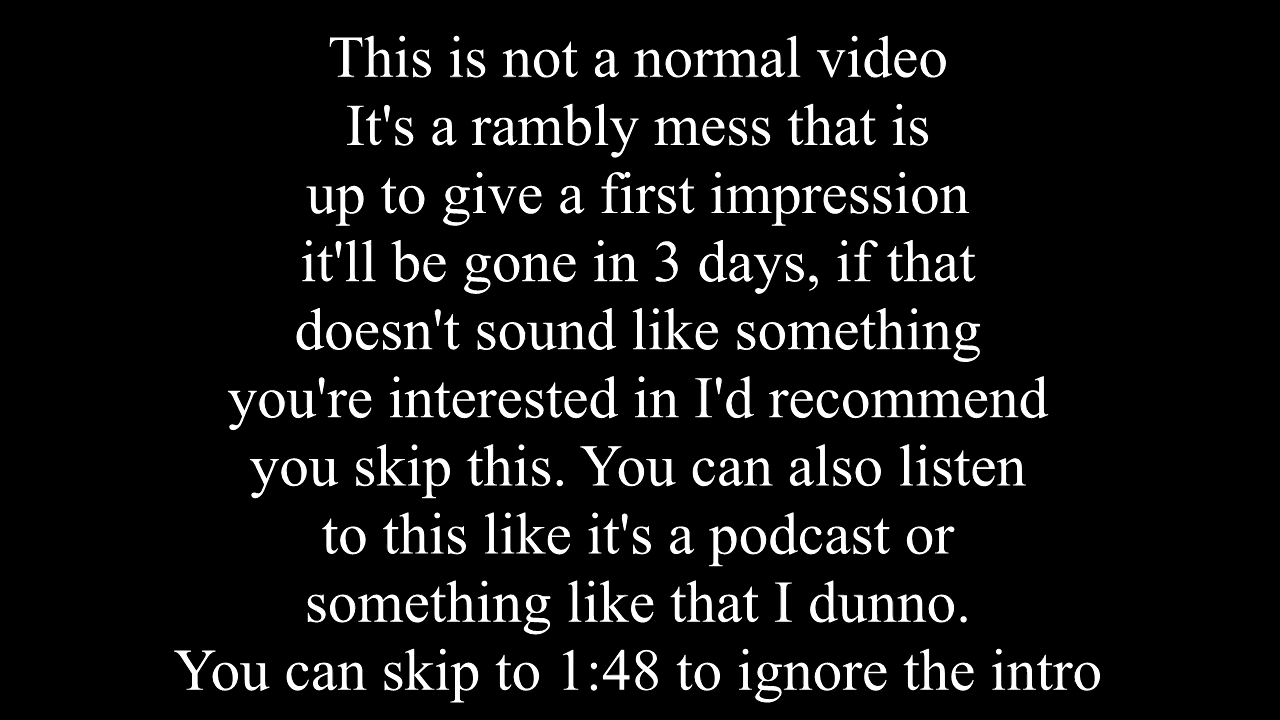 This is not a normal video
It's a rambly mess that is
up to give a first impression
it'll be gone in 3 days, if that
doesn't sound like something
you're interested in I'd recommend
you skip this. You can also listen
to this like it's a podcast or
something like that I dunno.
You can skip to 1:48 to ignore the intro